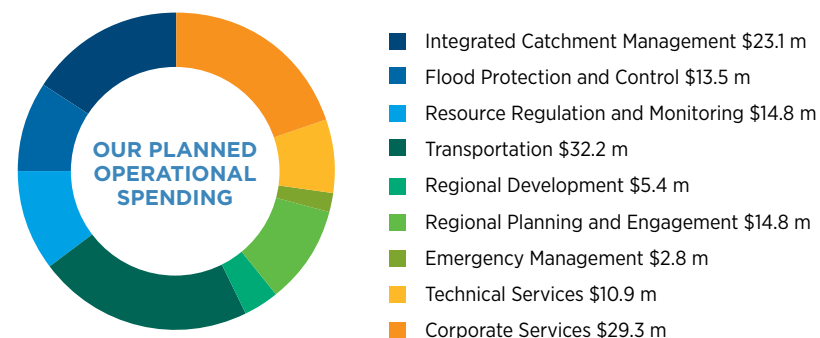 OUR PLANNED
OPERATIONAL
SPENDING
Integrated Catchment Management $23.1 m
Flood Protection and Control $13.5 m
Resource Regulation and Monitoring $14.8 m
Transportation $32.2 m
Regional Development $5.4 m
Regional Planning and Engagement $14.8 m
Emergency Management $2.8 m
Technical Services $10.9 m
Corporate Services $29.3 m